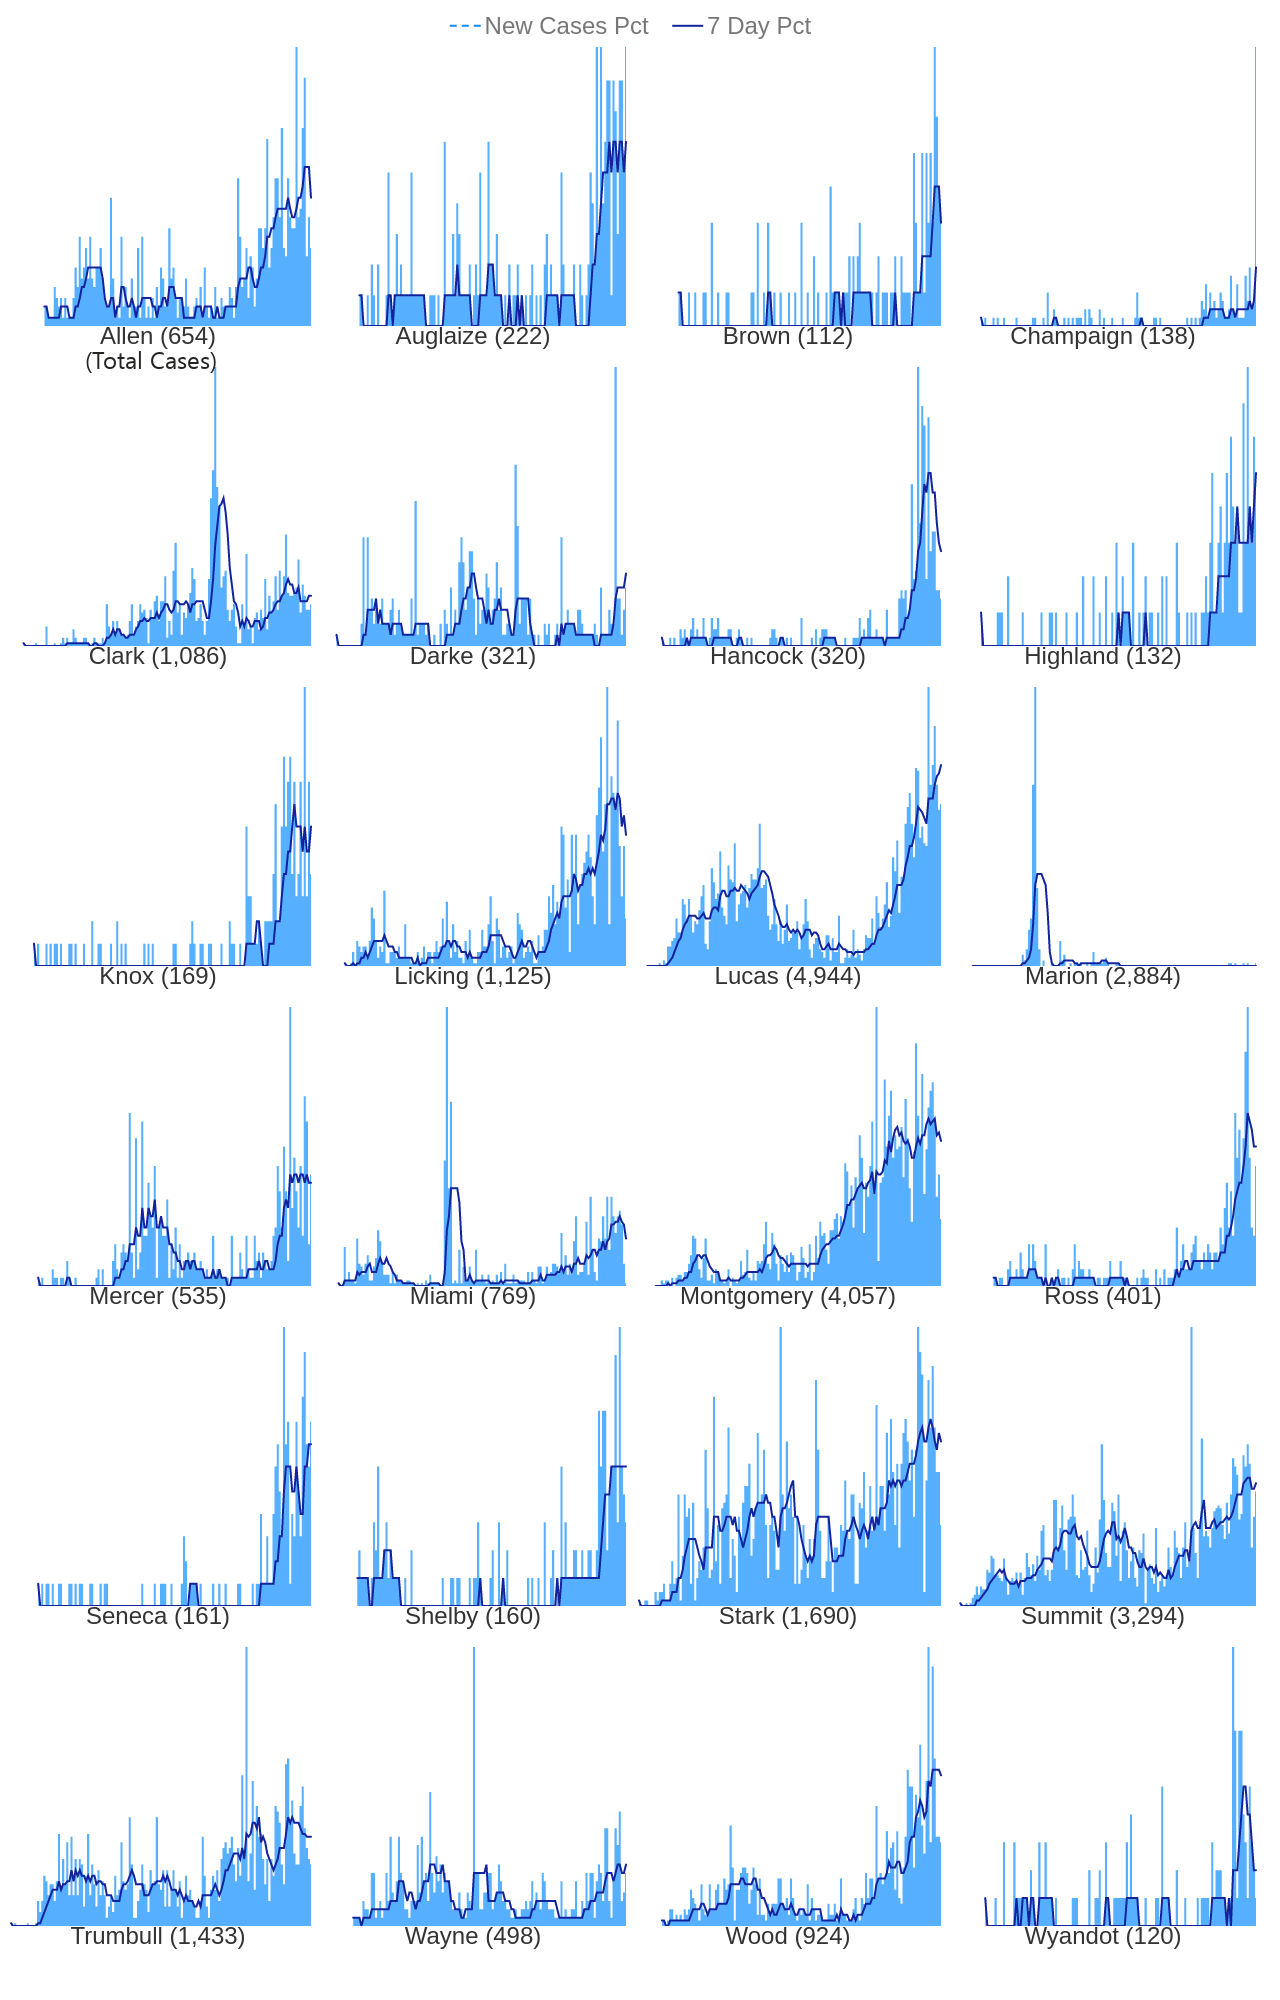 New Cases Pct 7 Day Pct
Allen (654) Auglaize (222) Brown (112) Champaign (138)
(Total Cases)
Clark (1,086) Darke (321) Hancock (320) Highland (132)
Knox (169) Licking (1,125) Lucas (4,944) Marion (2,884)
Mercer (535) Miami (769) Montgomery (4,057) Ross (401)
Seneca (161) Shelby (160) Stark (1,690) Summit (3,294)
Trumbull (1,433) Wayne (498) Wood (924) Wyandot (120)